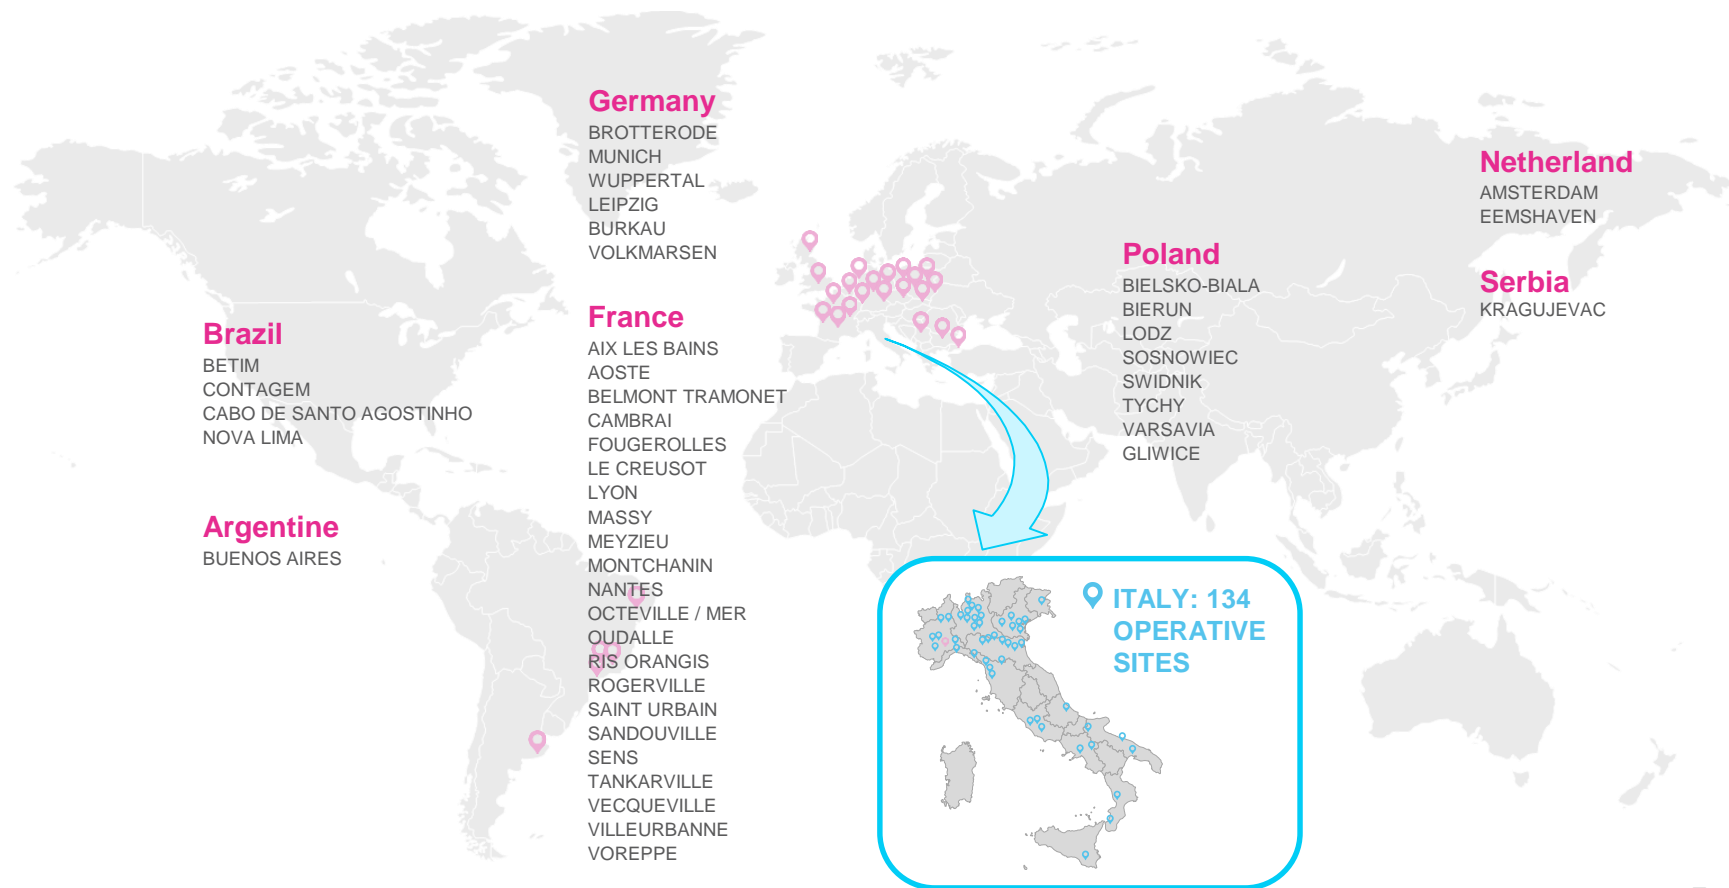 Germany
BROTTERODE
MUNICH
WUPPERTAL
LEIPZIG
BURKAU
VOLKMARSEN
Netherland
AMSTERDAM
EEMSHAVEN
Poland
BIELSKO-BIALA
BIERUN
LODZ
SOSNOWIEC
SWIDNIK
TYCHY
VARSAVIA
GLIWICE
Serbia
KRAGUJEVAC
France
AIX LES BAINS
AOSTE
BELMONT TRAMONET
CAMBRAI
FOUGEROLLES
LE CREUSOT
LYON
MASSY
MEYZIEU
MONTCHANIN
NANTES
OCTEVILLE / MER
OUDALLE
RIS ORANGIS
ROGERVILLE
SAINT URBAIN
SANDOUVILLE
SENS
TANKARVILLE
VECQUEVILLE
VILLEURBANNE
VOREPPE
Brazil
BETIM
CONTAGEM
CABO DE SANTO AGOSTINHO
NOVA LIMA
Argentine
BUENOS AIRES
ITALY: 134
OPERATIVE
SITES